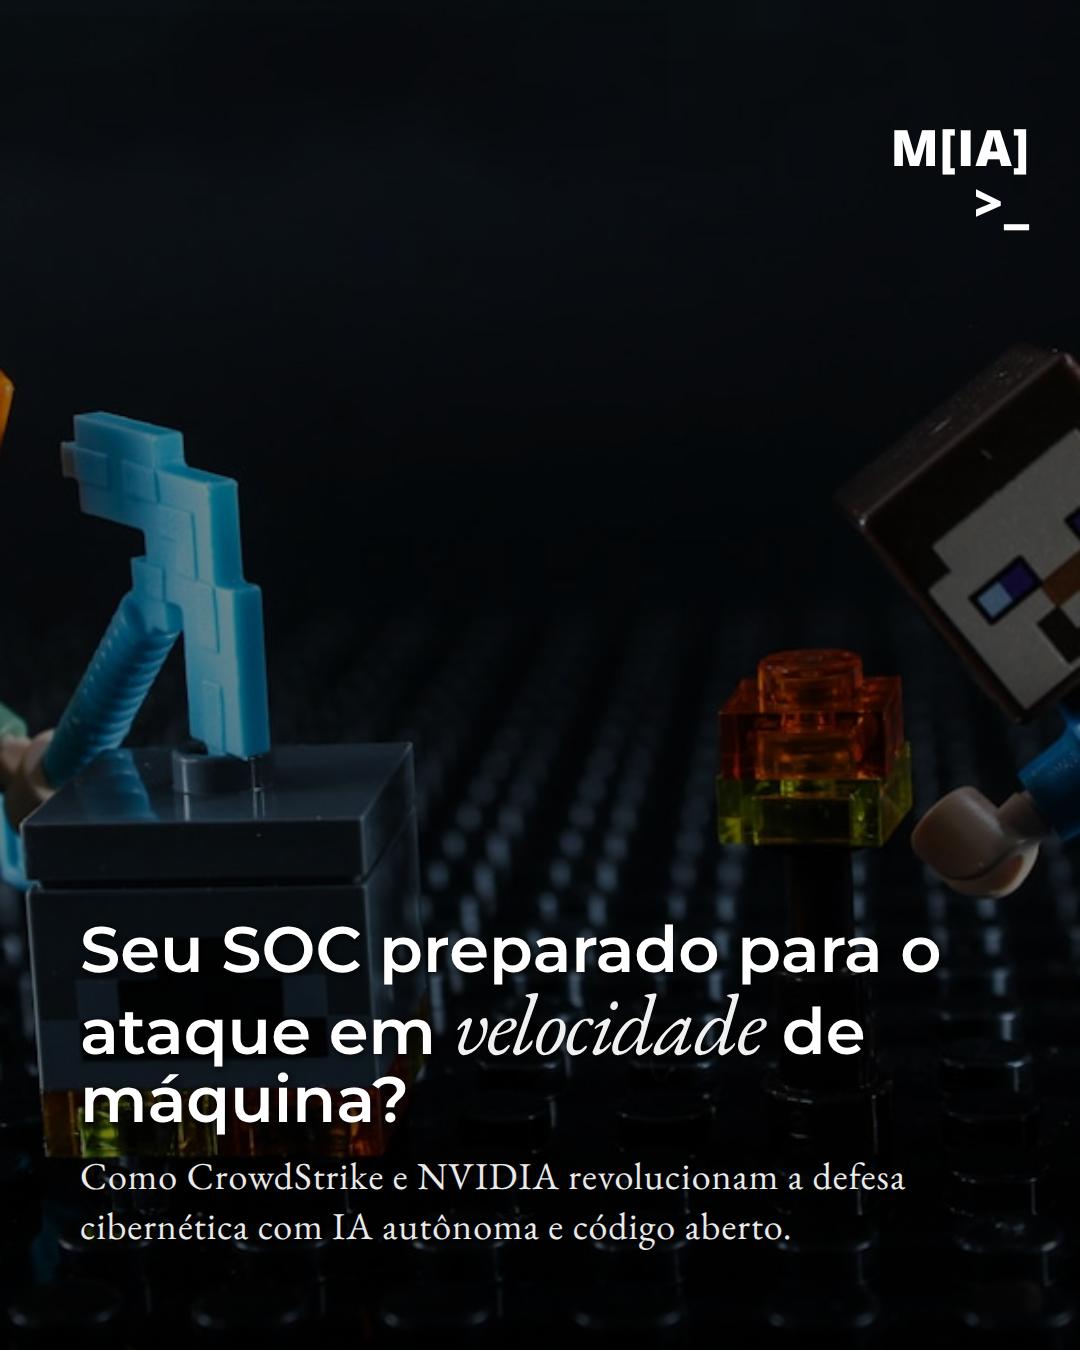 M[IA]
>_
Seu SOC preparado para o
ataque em velocidade de
máquina?
Como CrowdStrike e NVIDIA revolucionam a defesa
cibernética com IA autônoma e código aberto.